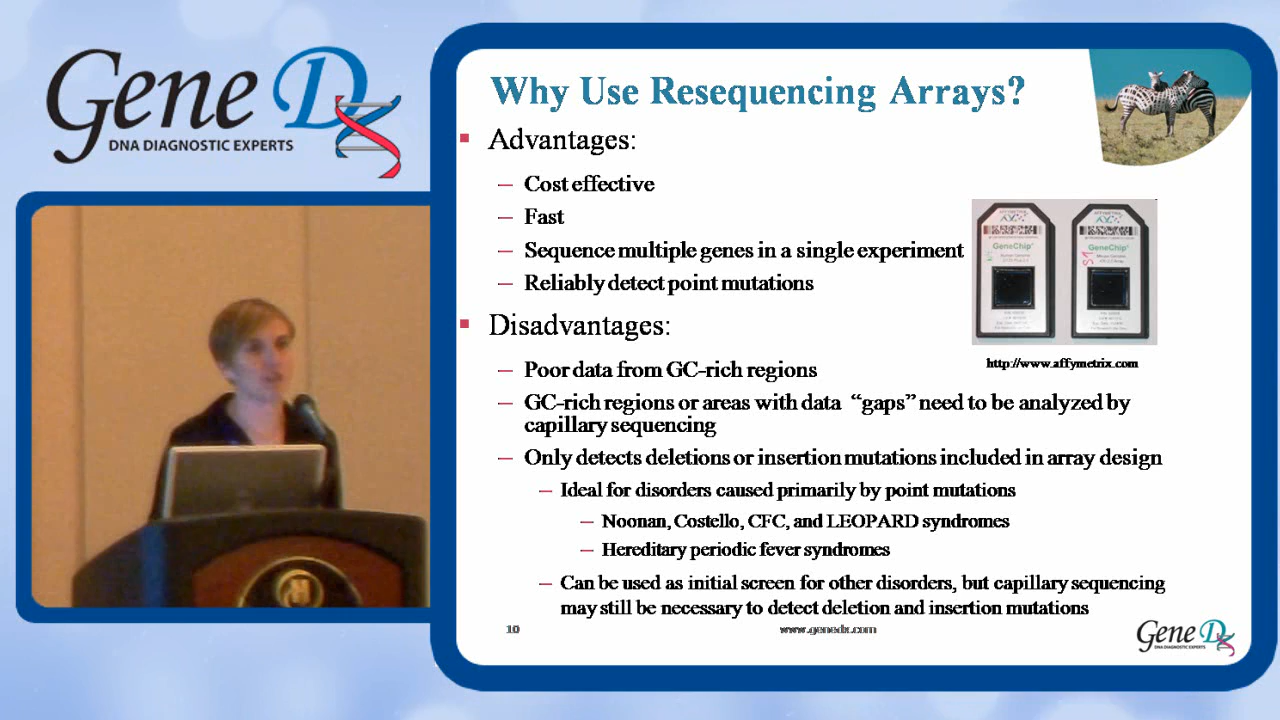 Gene Dx
DNA DIAGNOSTIC EXPERTS
Why Use Resequencing Arrays?
▪ Advantages:
– Cost effective
– Fast
– Sequence multiple genes in a single experiment
– Reliably detect point mutations
▪ Disadvantages:
– Poor data from GC-rich regions
– GC-rich regions or areas with data “gaps” need to be analyzed by
capillary sequencing
– Only detects deletions or insertion mutations included in array design
– Ideal for disorders caused primarily by point mutations
– Noonan, Costello, CFC, and LEOPARD syndromes
– Hereditary periodic fever syndromes
– Can be used as initial screen for other disorders, but capillary sequencing
may still be necessary to detect deletion and insertion mutations
AFFYMETRIX
GeneChip
AFFYMETRIX
GeneChip
http://www.affymetrix.com
10
www.genedx.com
Gene Dx
DNA DIAGNOSTIC EXPERTS